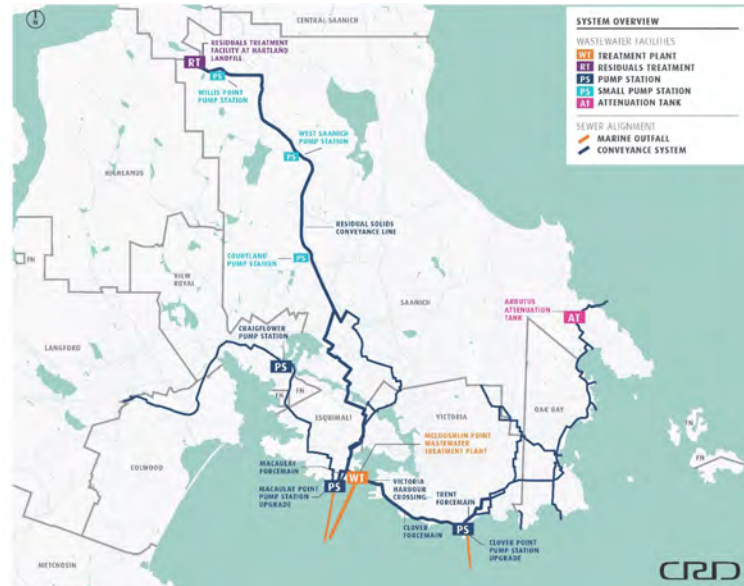 N
CENTRAL SAANICH
RESIDUALS TREATMENT
FACILITY AT HARTLAND
LANDFILL
RT
PS
WILLIS POINT
PUMP STATION
WEST SAANICH
PUMP STATION
PS
HIGHLANDS
RESIDUAL SOLIDS
CONVEYANCE LINE
FN
VIEW
ROYAL
COURTLAND
PUMP STATION
PS
SAANICH
ARBUTUS
ATTENUATION
TANK
AT
LANGFORD
CRAIGFLOWER
PUMP STATION
PS
FN
FN
ESQUIMALT
VICTORIA
OAK BAY
FN
FN
COLWOOD
MCLOUGHLIN POINT
WASTEWATER
TREATMENT PLANT
MACAULAY
FORCEMAIN
WT
PS
MACAULAY POINT
PUMP STATION
UPGRADE
VICTORIA
HARBOUR
CROSSING
TRENT
FORCEMAIN
CLOVER
FORCEMAIN
PS
CLOVER POINT
PUMP STATION
UPGRADE
METCHOSIN
SYSTEM OVERVIEW
WASTEWATER FACILITIES
WT TREATMENT PLANT
RT RESIDUALS TREATMENT
PS PUMP STATION
PS SMALL PUMP STATION
AT ATTENUATION TANK
SEWER ALIGNMENT
MARINE OUTFALL
CONVEYANCE SYSTEM
CRD